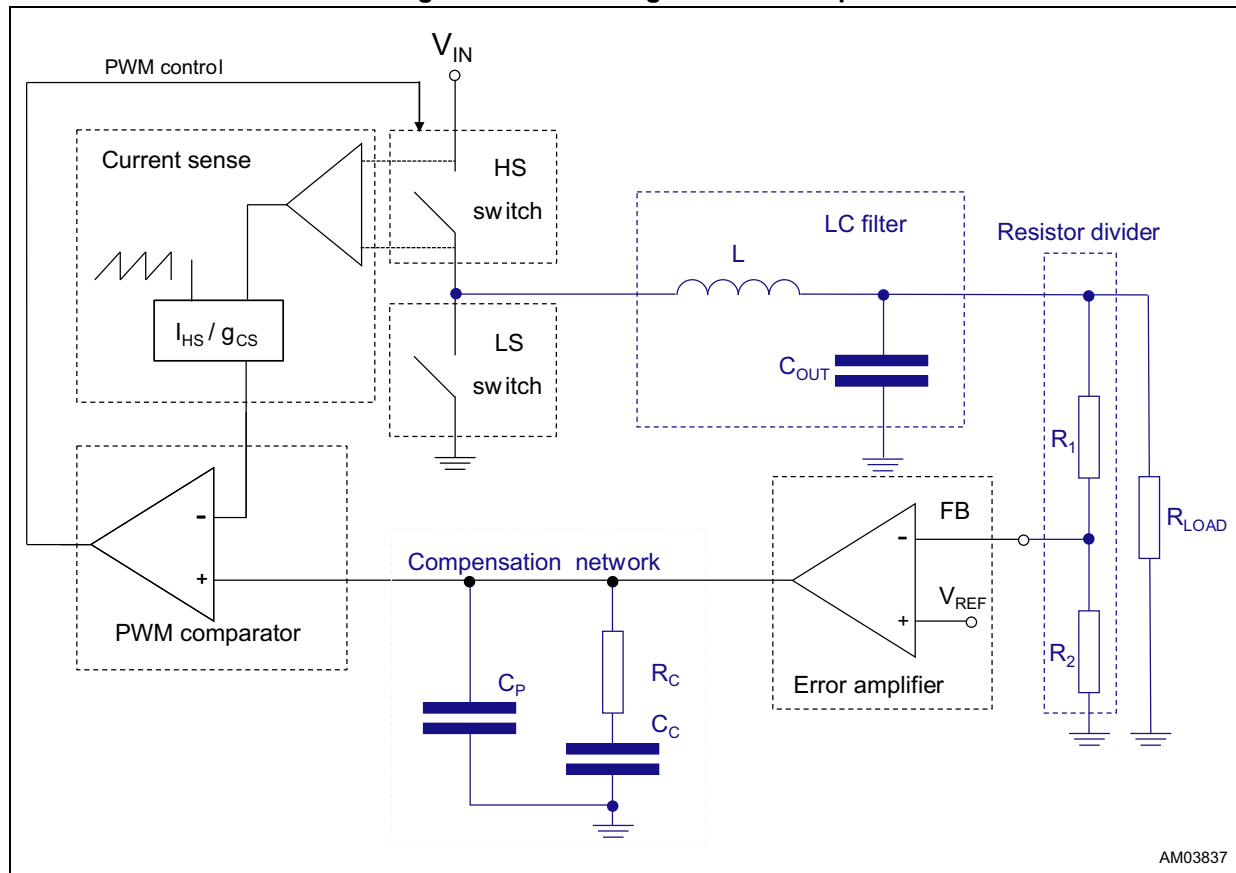 V_IN
PWM control
Current sense
HS
switch
LC filter
Resistor divider
L
I_HS / g_CS
LS
switch
C_OUT
R_1
FB
R_LOAD
-
-
Compensation network
+
V_REF
+
PWM comparator
R_2
C_P
R_C
Error amplifier
C_C
AM03837